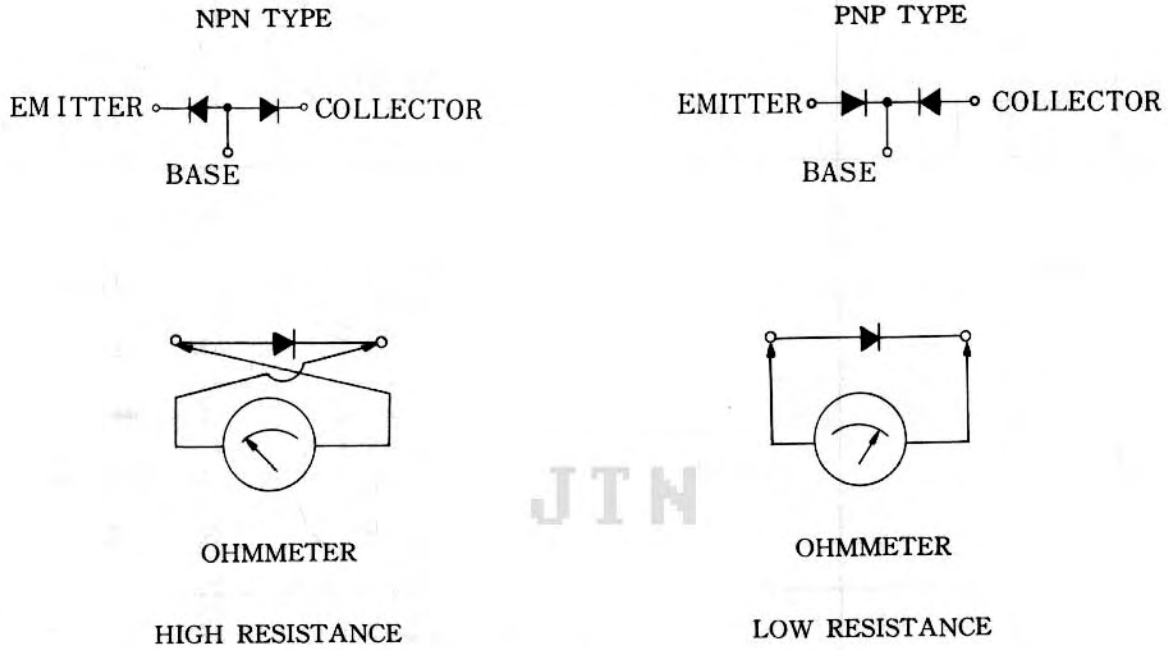 NPN TYPE
PNP TYPE
EMITTER
COLLECTOR
BASE
EMITTER
COLLECTOR
BASE
JTN
OHMMETER
OHMMETER
HIGH RESISTANCE
LOW RESISTANCE